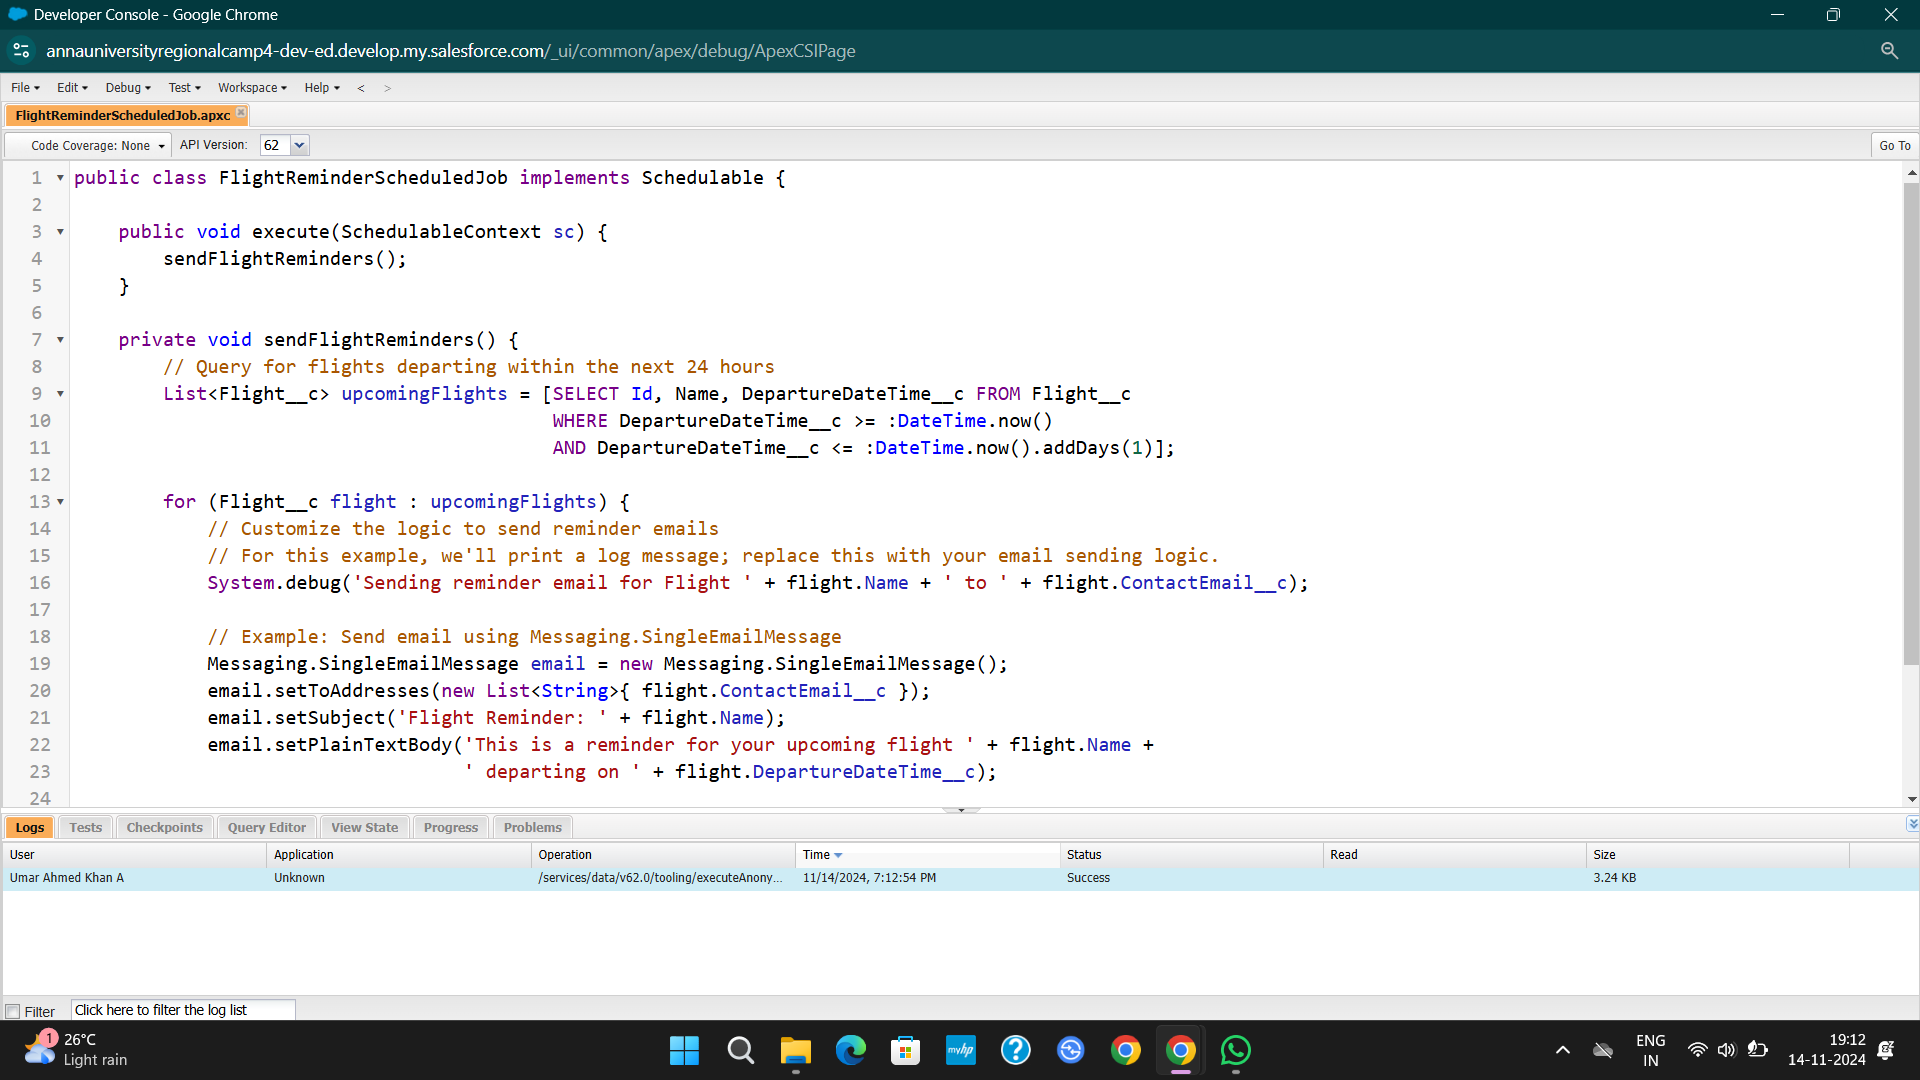 Developer Console - Google Chrome
annauniversityregionalcamp4-dev-ed.develop.my.salesforce.com/_ui/common/apex/debug/ApexCSIPage
File Edit Debug Test Workspace Help < >
FlightReminderScheduledJob.apxc
Code Coverage: None API Version: 62 Go To
1 public class FlightReminderScheduledJob implements Schedulable {
2
3 public void execute(SchedulableContext sc) {
4 sendFlightReminders();
5 }
6
7 private void sendFlightReminders() {
8 // Query for flights departing within the next 24 hours
9 List<Flight__c> upcomingFlights = [SELECT Id, Name, DepartureDateTime__c FROM Flight__c
10 WHERE DepartureDateTime__c >= :DateTime.now()
11 AND DepartureDateTime__c <= :DateTime.now().addDays(1)];
12
13 for (Flight__c flight : upcomingFlights) {
14 // Customize the logic to send reminder emails
15 // For this example, we'll print a log message; replace this with your email sending logic.
16 System.debug('Sending reminder email for Flight ' + flight.Name + ' to ' + flight.ContactEmail__c);
17
18 // Example: Send email using Messaging.SingleEmailMessage
19 Messaging.SingleEmailMessage email = new Messaging.SingleEmailMessage();
20 email.setToAddresses(new List<String>{ flight.ContactEmail__c });
21 email.setSubject('Flight Reminder: ' + flight.Name);
22 email.setPlainTextBody('This is a reminder for your upcoming flight ' + flight.Name +
23 ' departing on ' + flight.DepartureDateTime__c);
24
Logs Tests Checkpoints Query Editor View State Progress Problems
User Application Operation Time Status Read Size
Umar Ahmed Khan A Unknown /services/data/v62.0/tooling/executeAnony... 11/14/2024, 7:12:54 PM Success 3.24 KB
Filter Click here to filter the log list
1 26°C
Light rain
myhp
ENG
IN
19:12
14-11-2024